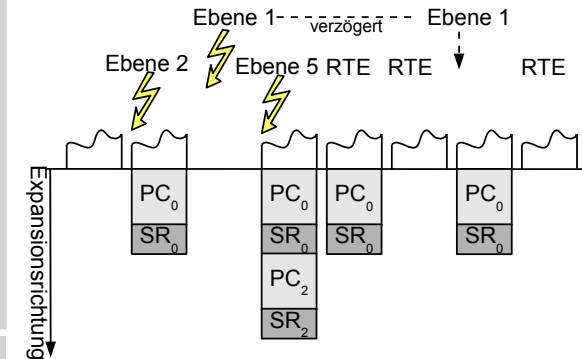 Ebene 1 verzögert Ebene 1
Ebene 2 Ebene 5 RTE RTE RTE
Expansionsrichtung
PC0 PC0 PC0 PC0
SR0 SR0 SR0 SR0
PC2
SR2